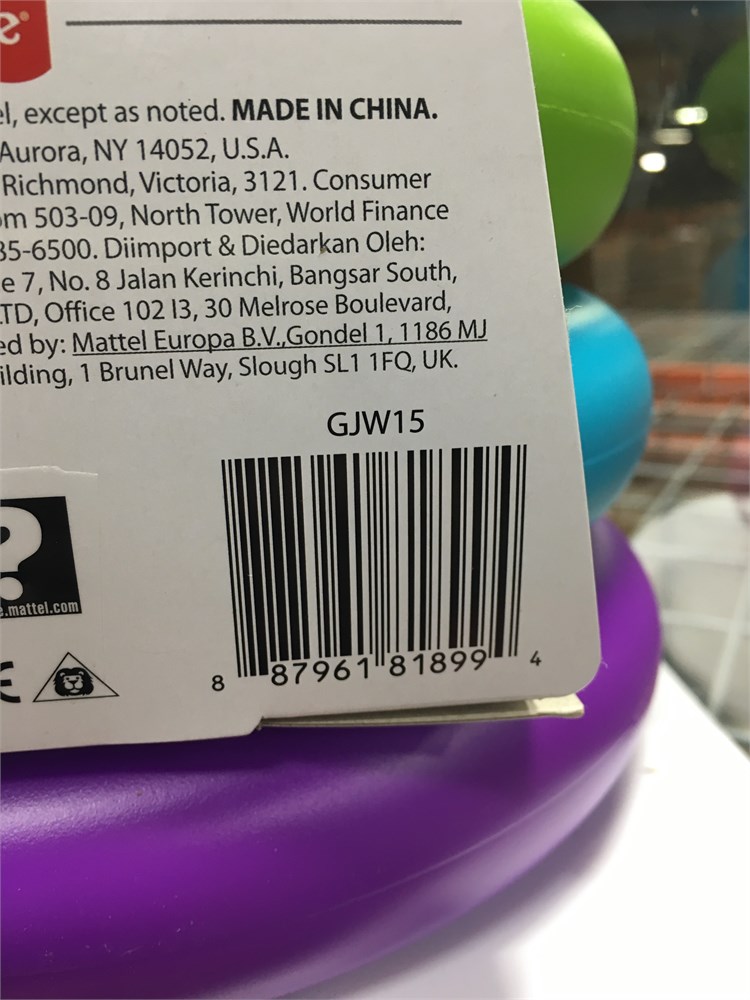 e®
el, except as noted. MADE IN CHINA.
Aurora, NY 14052, U.S.A.
Richmond, Victoria, 3121. Consumer
om 503-09, North Tower, World Finance
35-6500. Diimport & Diedarkan Oleh:
e 7, No. 8 Jalan Kerinchi, Bangsar South,
LTD, Office 102 I3, 30 Melrose Boulevard,
ed by: Mattel Europa B.V.,Gondel 1, 1186 MJ
ilding, 1 Brunel Way, Slough SL1 1FQ, UK.
GJW15
?
e.mattel.com
CE
8 87961 81899 4